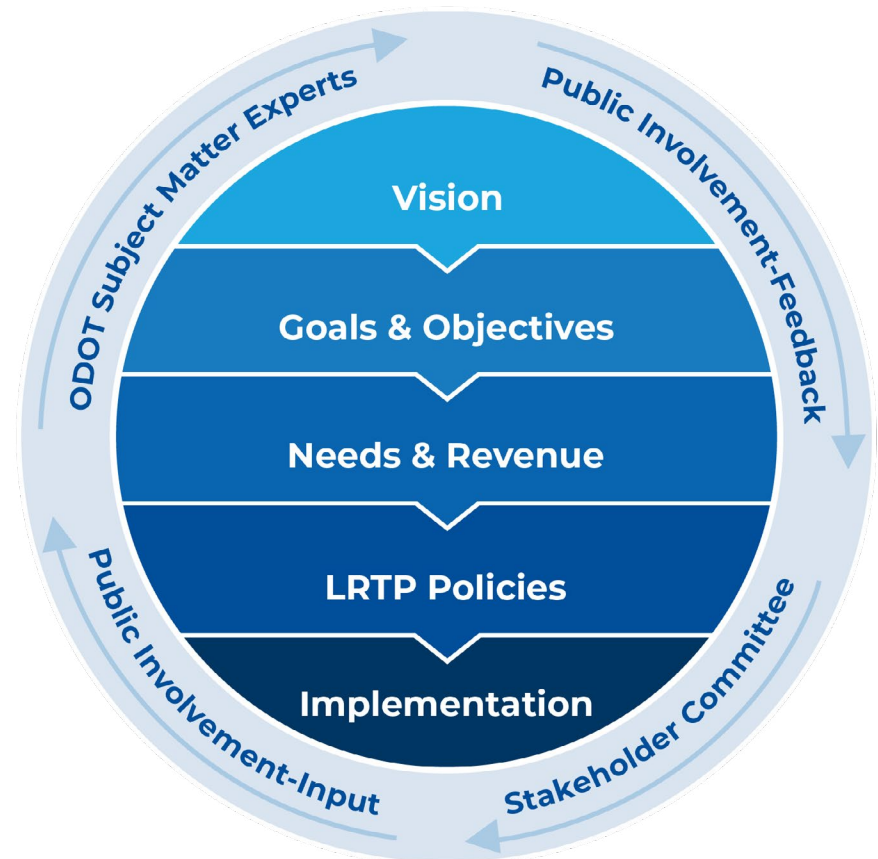 ODOT Subject Matter Experts
Public Involvement-Feedback
Vision
Goals & Objectives
Needs & Revenue
LRTP Policies
Implementation
Public Involvement-Input
Stakeholder Committee